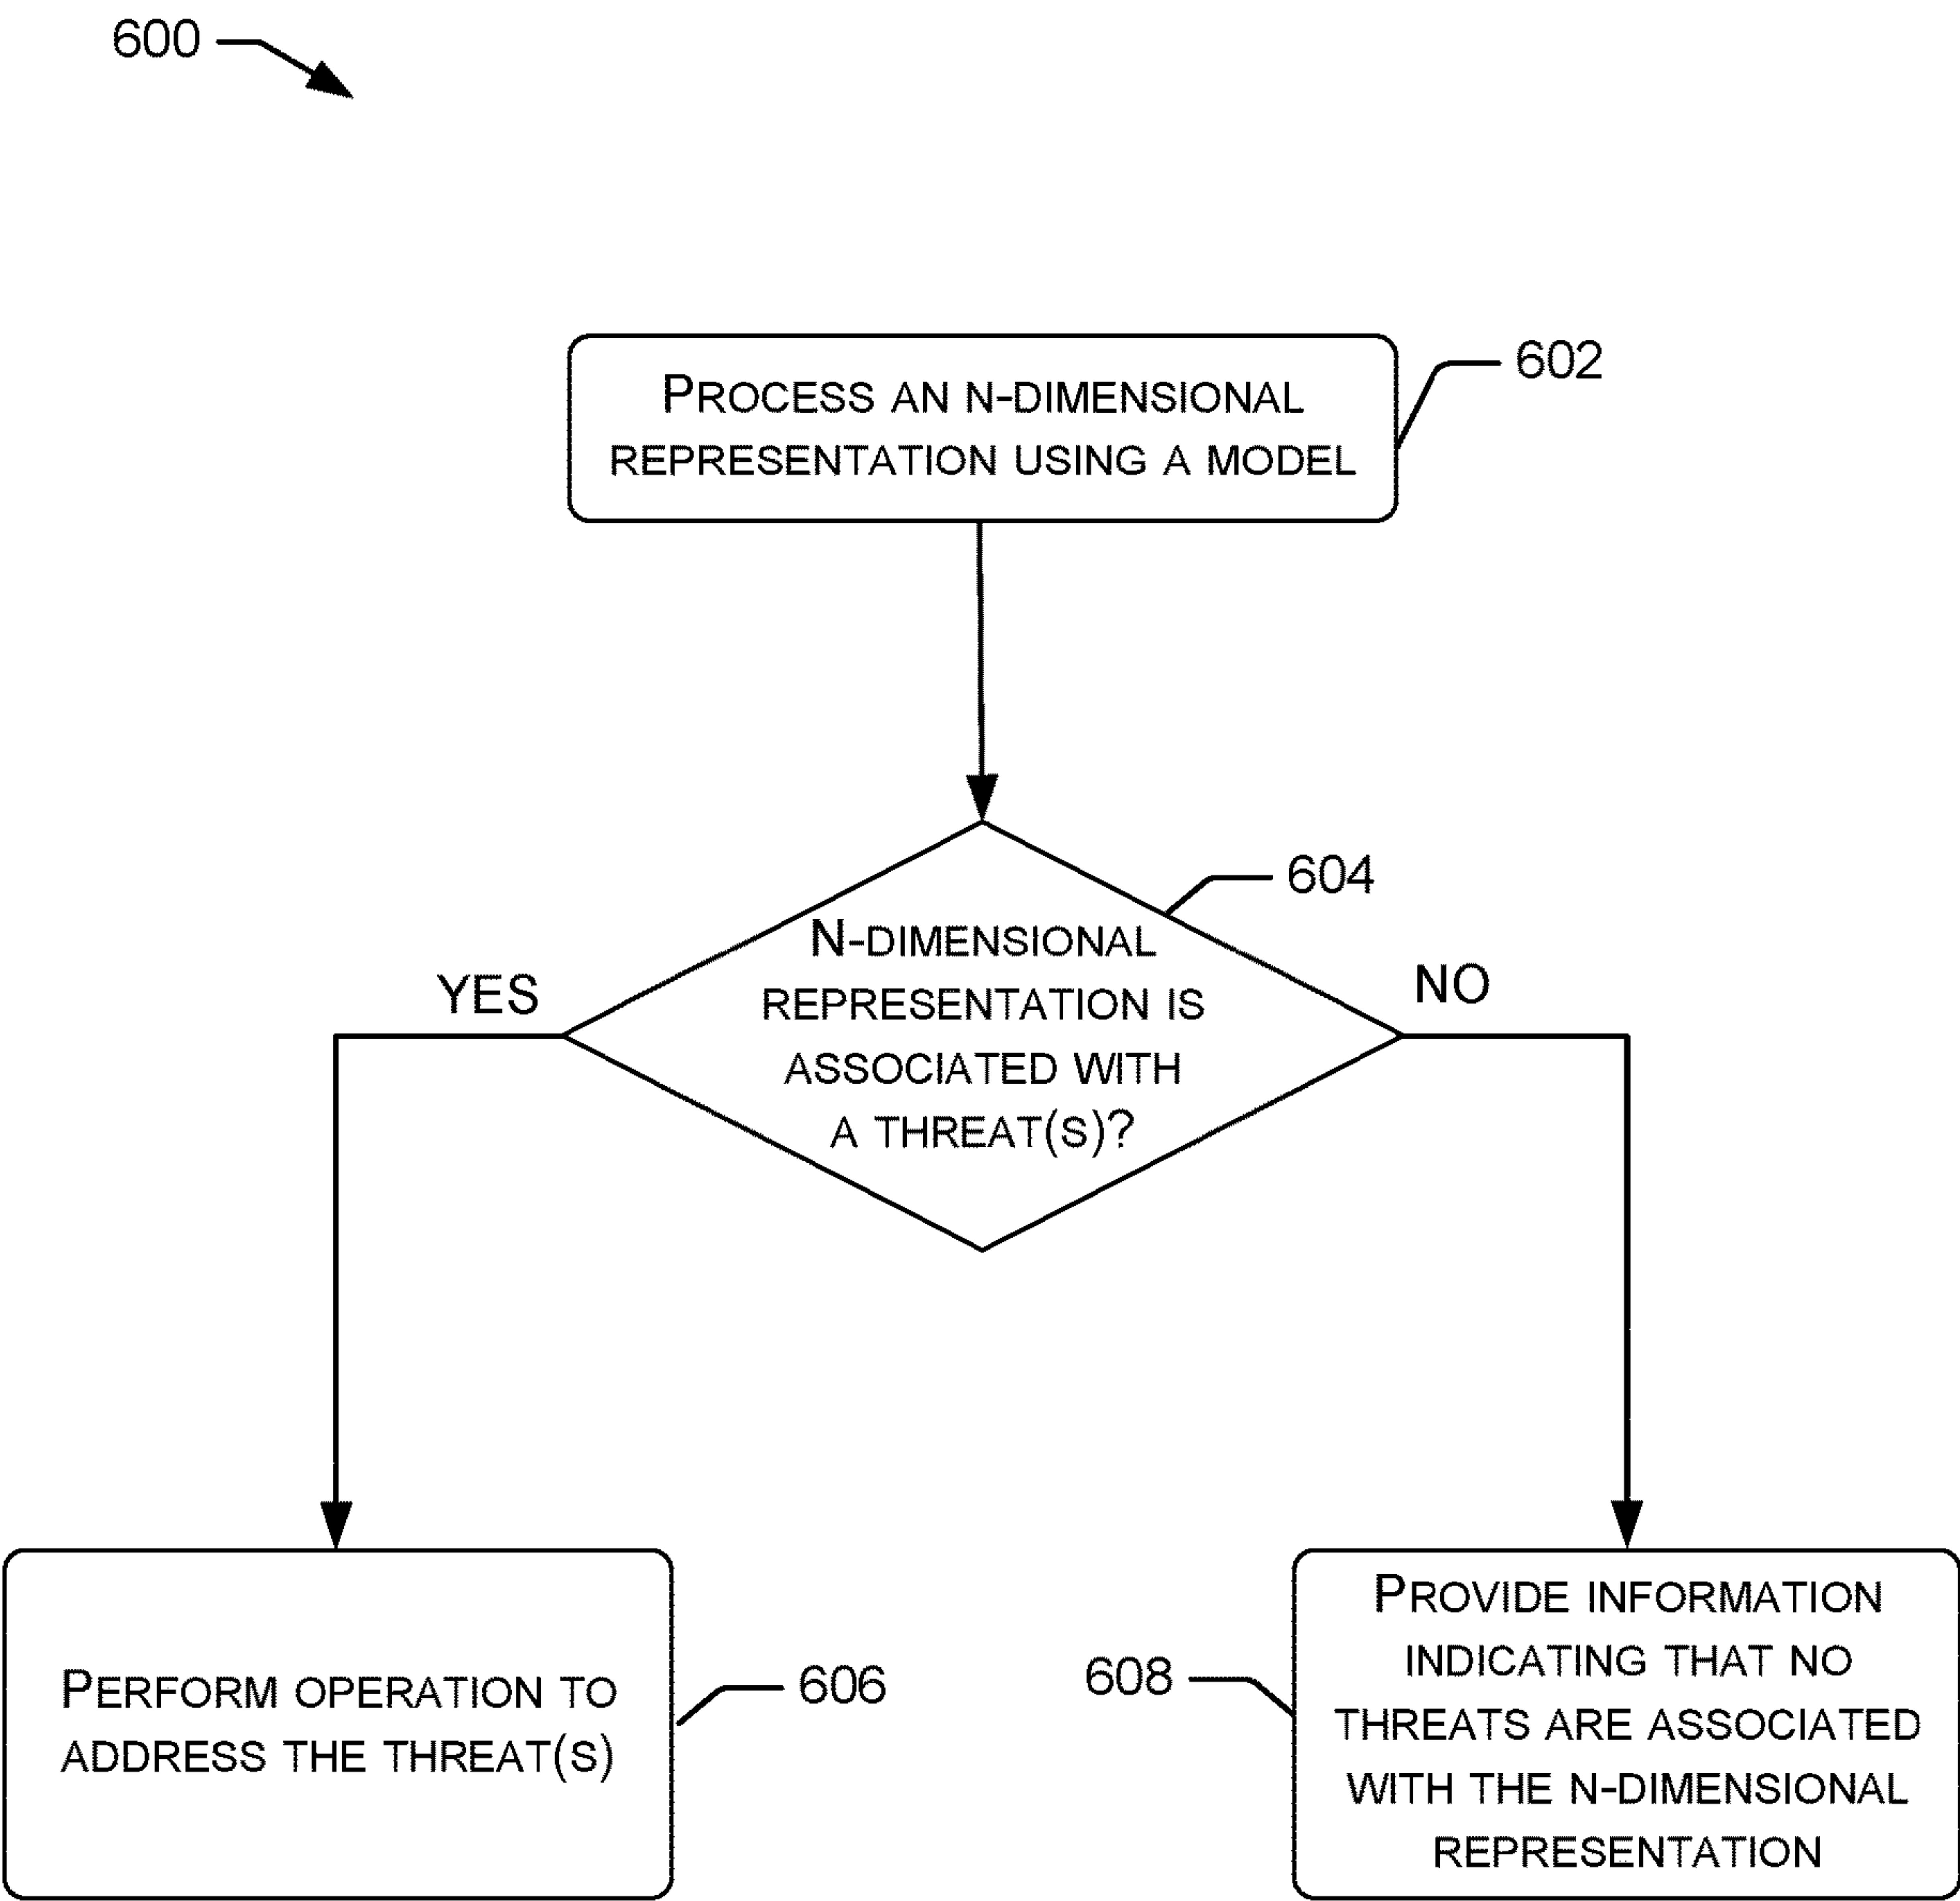 600
PROCESS AN N-DIMENSIONAL
REPRESENTATION USING A MODEL
602
604
N-DIMENSIONAL
REPRESENTATION IS
ASSOCIATED WITH
A THREAT(S)?
YES
NO
PERFORM OPERATION TO
ADDRESS THE THREAT(S)
606
608
PROVIDE INFORMATION
INDICATING THAT NO
THREATS ARE ASSOCIATED
WITH THE N-DIMENSIONAL
REPRESENTATION